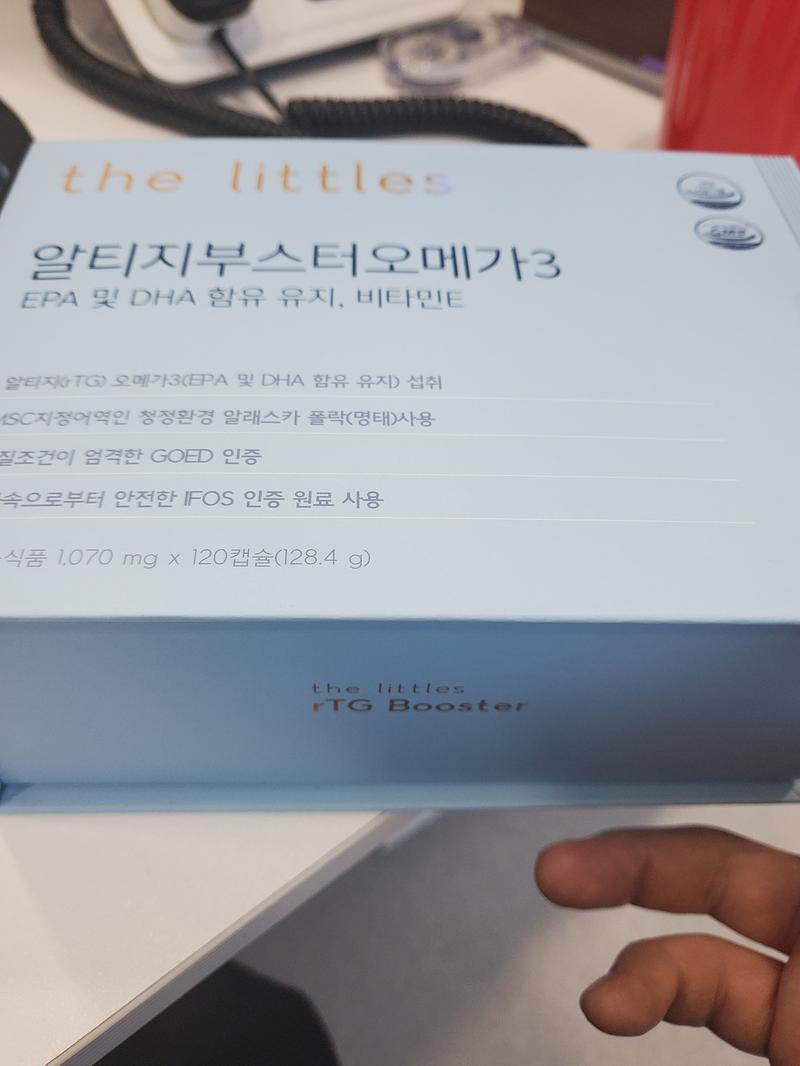 the littles
알티지부스터오메가3
EPA 및 DHA 함유 유지, 비타민E
알티지(rTG) 오메가3(EPA 및 DHA 함유 유지) 섭취
MSC지정어역인 청정환경 알래스카 폴락(명태)사용
질조건이 엄격한 GOED 인증
속으로부터 안전한 IFOS 인증 원료 사용
식품 1,070 mg x 120캡슐(128.4 g)
the littles
rTG Booster